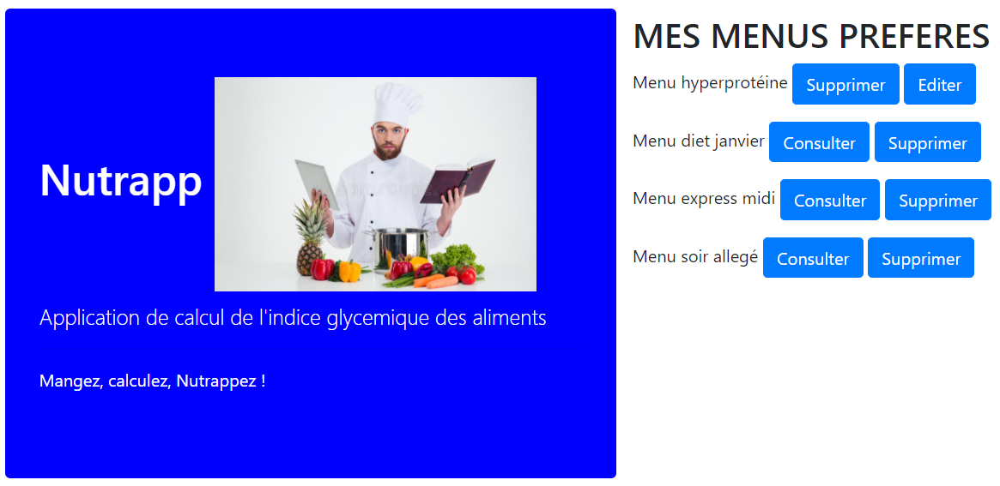 Nutrapp
Application de calcul de l'indice glycemique des aliments
Mangez, calculez, Nutrappez !
MES MENUS PREFERES
Menu hyperprotéine Supprimer Editer
Menu diet janvier Consulter Supprimer
Menu express midi Consulter Supprimer
Menu soir allegé Consulter Supprimer